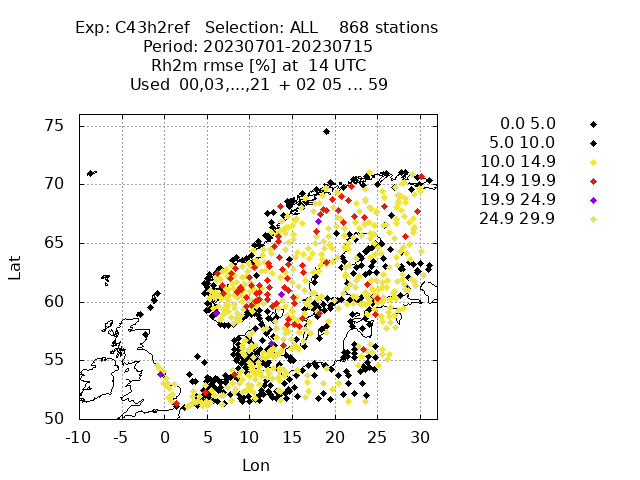 Exp: C43h2ref Selection: ALL 868 stations
Period: 20230701-20230715
Rh2m rmse [%] at 14 UTC
Used 00,03,...,21 + 02 05 ... 59
75
70
65
60
55
50
-10 -5 0 5 10 15 20 25 30
Lat
Lon
0.0 5.0
5.0 10.0
10.0 14.9
14.9 19.9
19.9 24.9
24.9 29.9